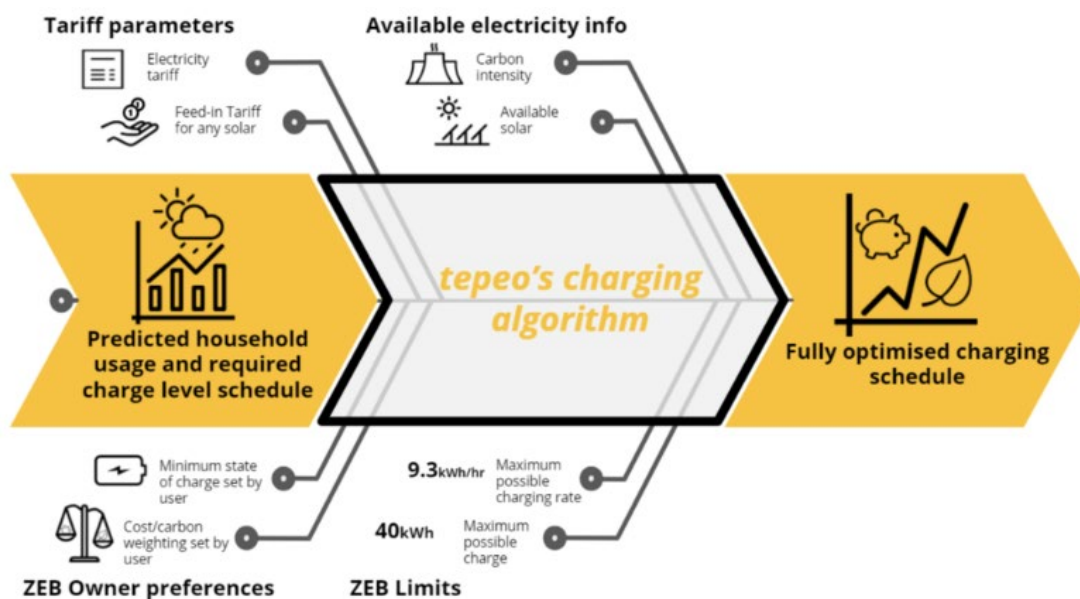 Tariff parameters
Electricity
tariff
Feed-in Tariff
for any solar
Available electricity info
Carbon
intensity
Available
solar
Predicted household
usage and required
charge level schedule
tepeo's charging
algorithm
Fully optimised charging
schedule
Minimum state
of charge set by
user
Cost/carbon
weighting set by
user
ZEB Owner preferences
9.3kWh/hr
Maximum
possible
charging rate
40kWh
Maximum
possible
charge
ZEB Limits